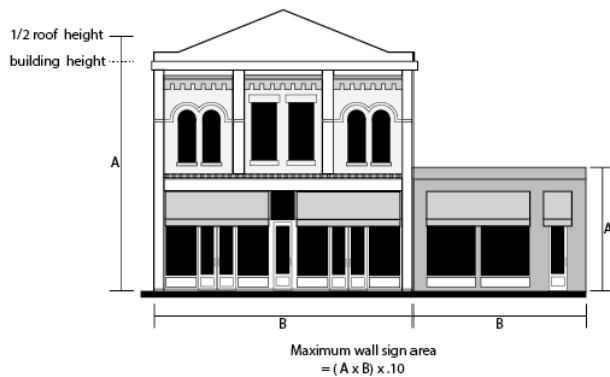 1/2 roof height
building height
A
A
B
B
Maximum wall sign area
= ( A x B ) x .10